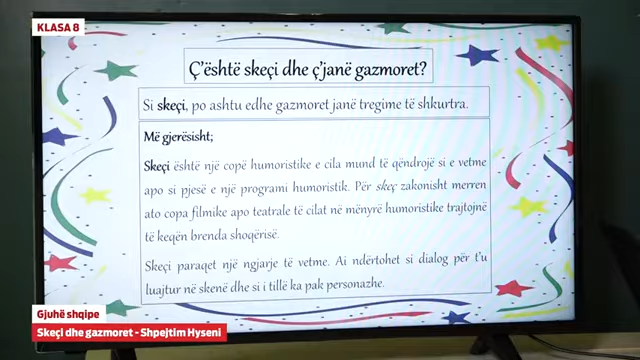 KLASA 8
Ç'është skeçi dhe ç'janë gazmoret?
Si skeçi, po ashtu edhe gazmoret janë tregime të shkurtra.
Më gjerësisht;
Skeçi është një copë humoristike e cila mund të qëndrojë si e vetme
apo si pjesë e një programi humoristik. Për skeç zakonisht merren
ato copa filmike apo teatrale të cilat në mënyrë humoristike trajtojnë
të keqën brenda shoqërisë.
Skeçi paraqet një ngjarje të vetme. Ai ndërtohet si dialog për t'u
luajtur në skenë dhe si i tillë ka pak personazhe.
Gjuhë shqipe
Skeçi dhe gazmoret - Shpejtim Hyseni